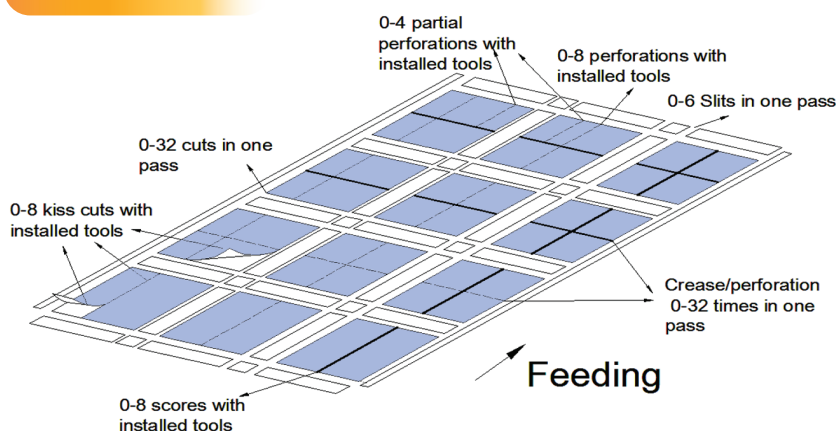 0-4 partial
perforations with
installed tools
0-8 perforations with
installed tools
0-6 Slits in one pass
0-32 cuts in one
pass
0-8 kiss cuts with
installed tools
Crease/perforation
0-32 times in one
pass
Feeding
0-8 scores with
installed tools